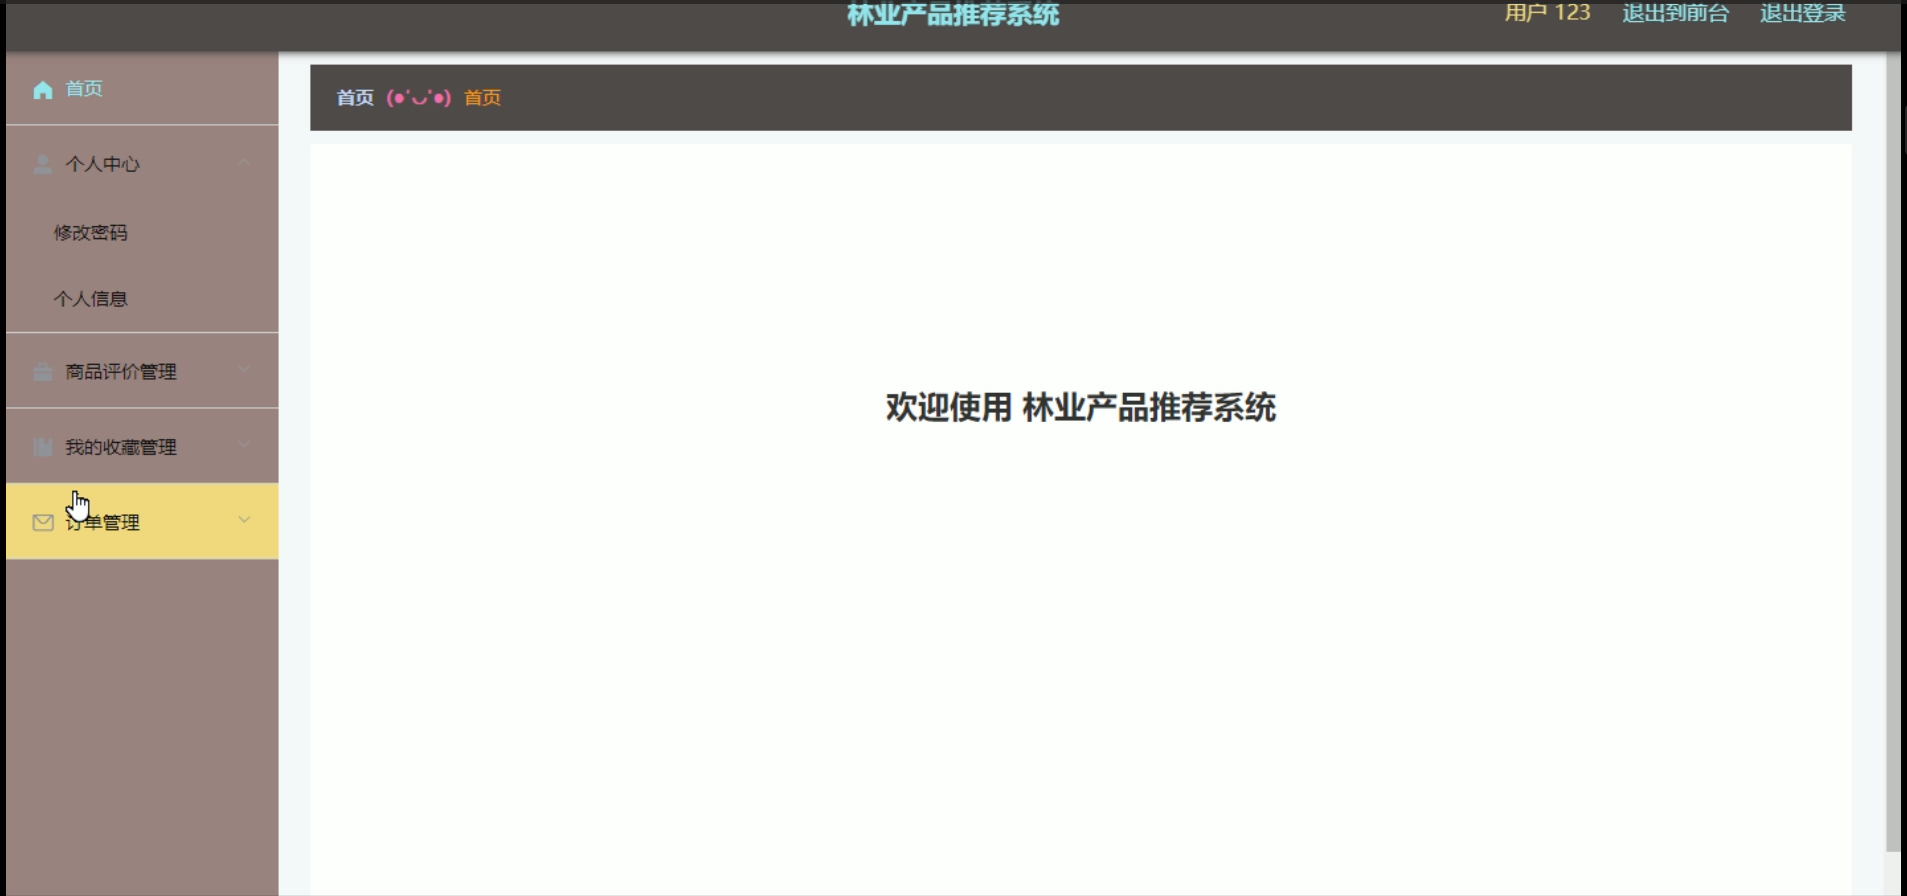 林业产品推荐系统
用户 123 退出到前台 退出登录
首页
个人中心
修改密码
个人信息
商品评价管理
我的收藏管理
订单管理
首页 (●'◡'●) 首页
欢迎使用 林业产品推荐系统